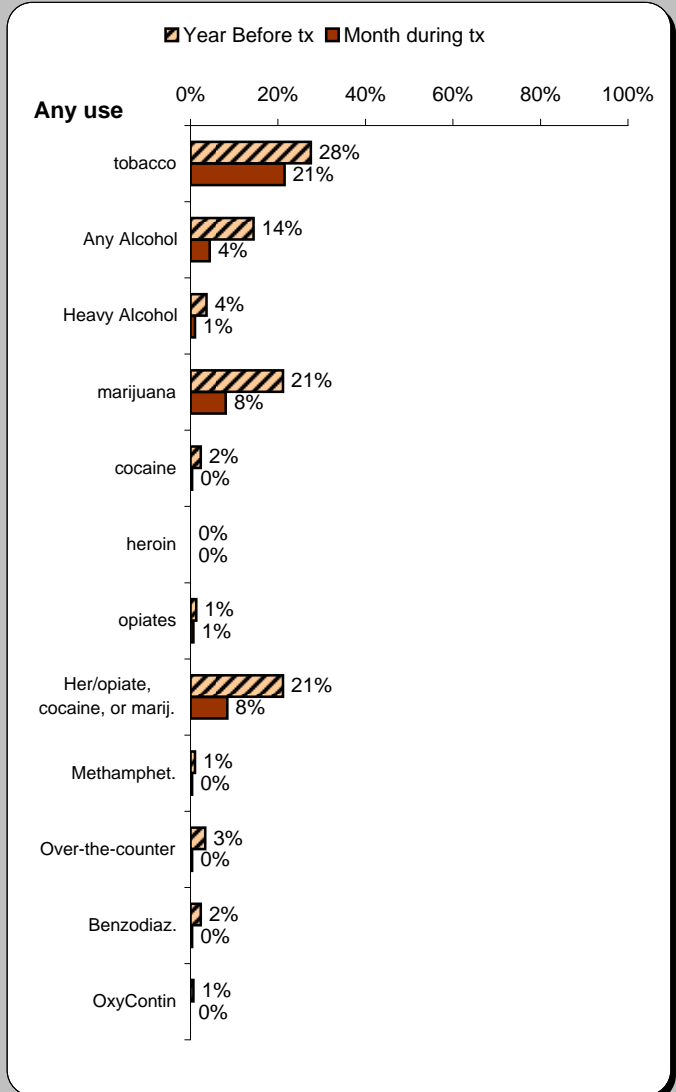 Year Before tx Month during tx
Any use
0% 20% 40% 60% 80% 100%
tobacco 28%
21%
Any Alcohol 14%
4%
Heavy Alcohol 4%
1%
marijuana 21%
8%
cocaine 2%
0%
heroin 0%
0%
opiates 1%
1%
Her/opiate,
cocaine, or marij.
21%
8%
Methamphet. 1%
0%
Over-the-counter 3%
0%
Benzodiaz. 2%
0%
OxyContin 1%
0%